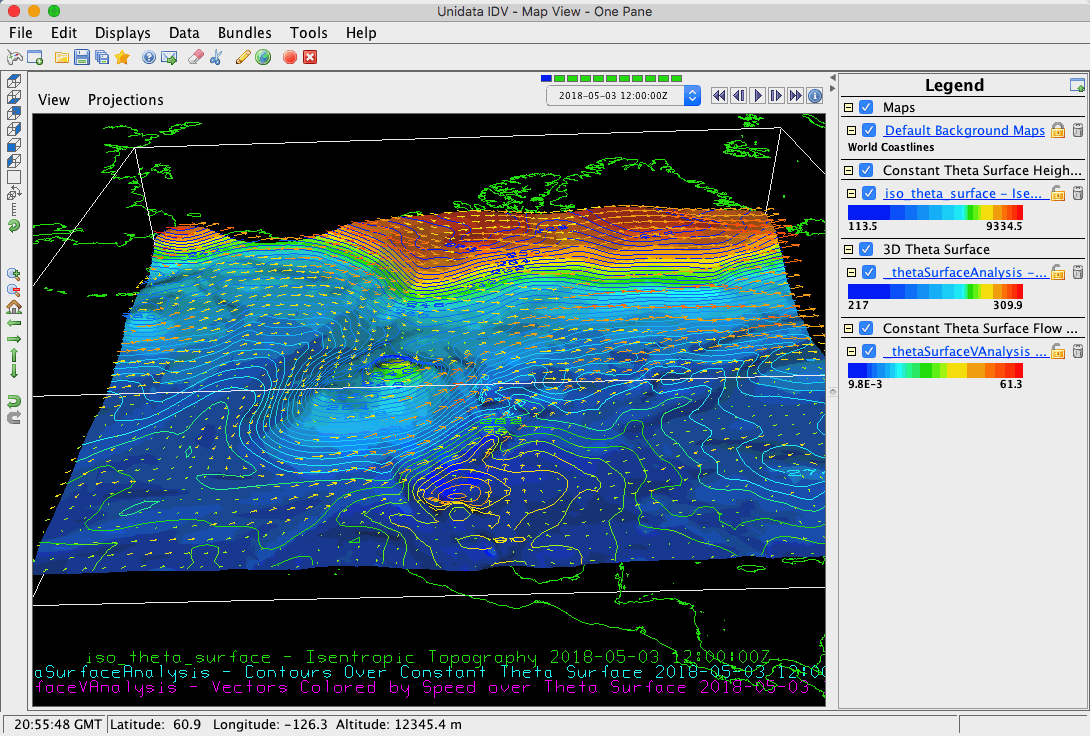 Unidata IDV - Map View - One Pane
File Edit Displays Data Bundles Tools Help
View Projections
2018-05-03 12:00:00Z
Legend
Maps
Default Background Maps
World Coastlines
Constant Theta Surface Heigh...
iso_theta_surface - Ise...
113.5 9334.5
3D Theta Surface
_thetaSurfaceAnalysis -...
217 309.9
Constant Theta Surface Flow ...
_thetaSurfaceVAnalysis ...
9.8E-3 61.3
iso_theta_surface - Isentropic Topography 2018-05-03 12:00:00Z
aSurfaceAnalysis - Contours Over Constant Theta Surface 2018-05-03 12:0
faceVAnalysis - Vectors Colored by Speed over Theta Surface 2018-05-03
20:55:48 GMT Latitude: 60.9 Longitude: -126.3 Altitude: 12345.4 m